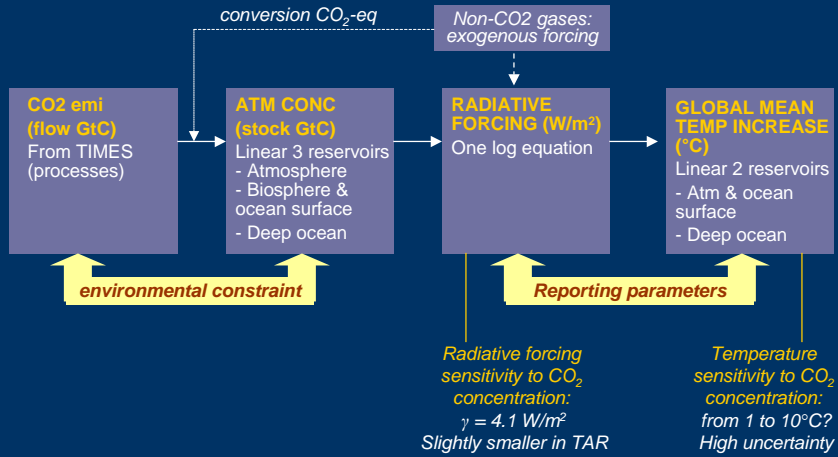 conversion CO₂-eq
Non-CO2 gases:
exogenous forcing
CO2 emi
(flow GtC)
From TIMES
(processes)
ATM CONC
(stock GtC)
Linear 3 reservoirs
- Atmosphere
- Biosphere &
ocean surface
- Deep ocean
RADIATIVE
FORCING (W/m²)
One log equation
GLOBAL MEAN
TEMP INCREASE
(°C)
Linear 2 reservoirs
- Atm & ocean
surface
- Deep ocean
environmental constraint
Reporting parameters
Radiative forcing
sensitivity to CO₂
concentration:
γ = 4.1 W/m²
Slightly smaller in TAR
Temperature
sensitivity to CO₂
concentration:
from 1 to 10°C?
High uncertainty